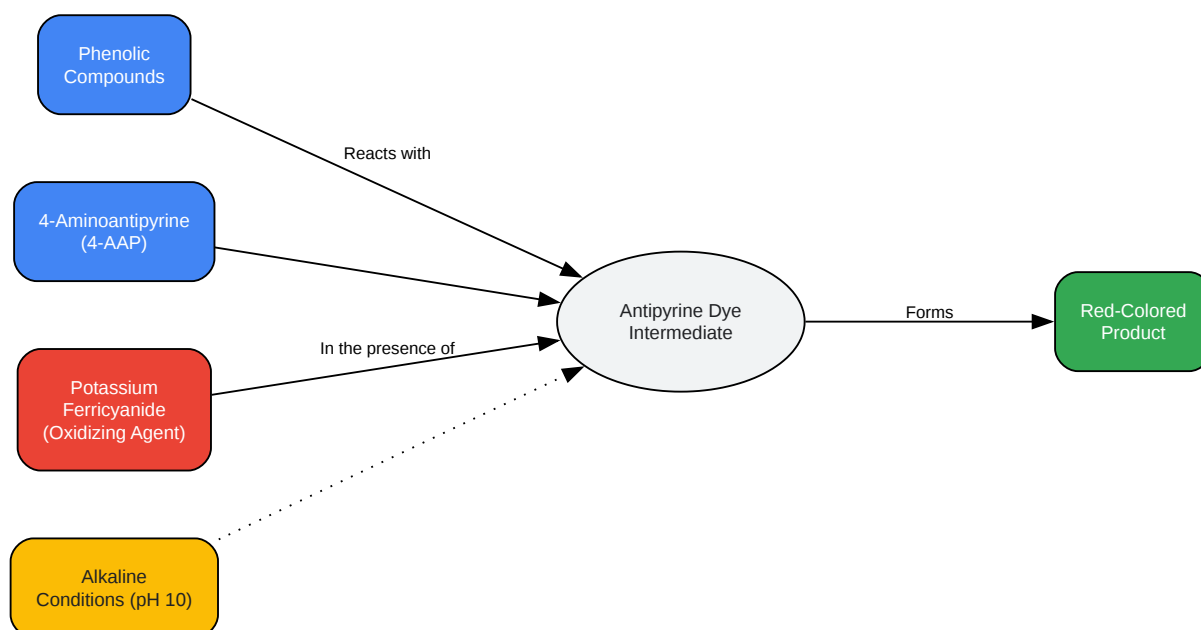 Phenolic
Compounds
Reacts with
4-Aminoantipyrine
(4-AAP)
Antipyrine Dye
Intermediate
Forms
Red-Colored
Product
In the presence of
Potassium
Ferricyanide
(Oxidizing Agent)
Alkaline
Conditions (pH 10)